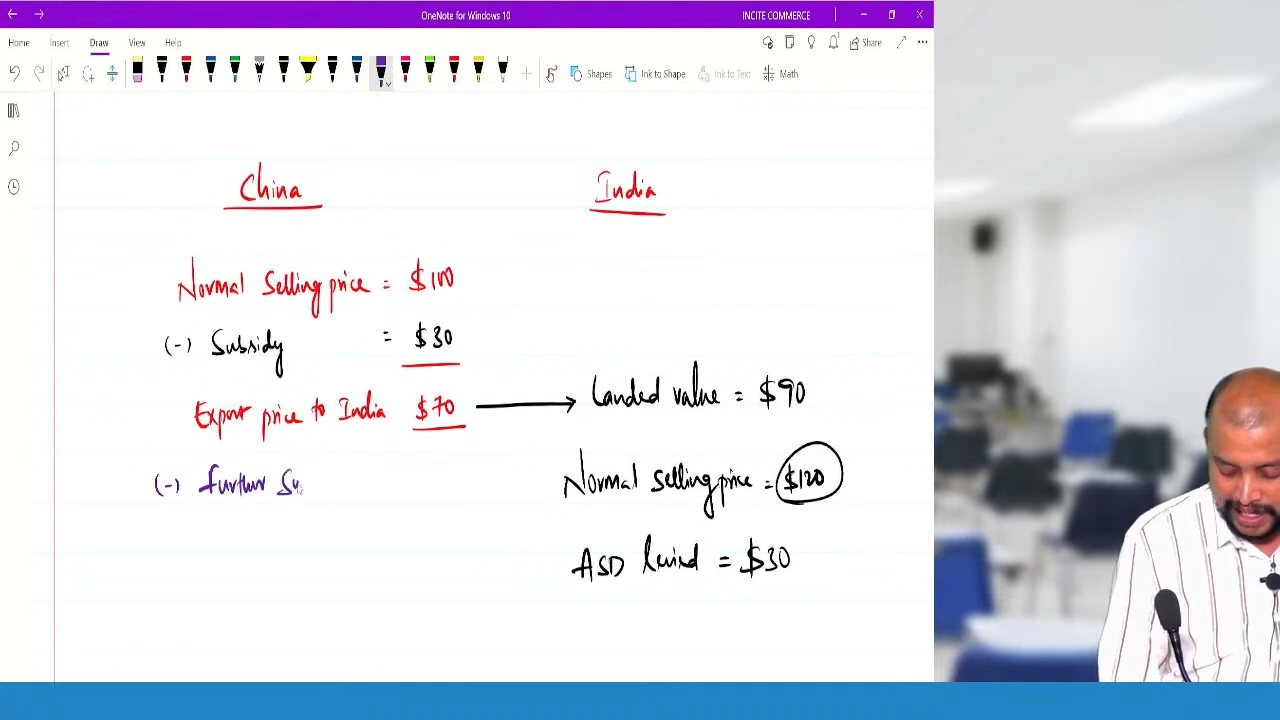 OneNote for Windows 10
INCITE COMMERCE
Home Insert Draw View Help
Share
Shapes Ink to Shape Ink to Text Math
China
India
Normal Selling price = $100
(-) Subsidy = $30
Export price to India $70
Landed value = $90
(-) further Su
Normal Selling price = $120
ASD levied = $30